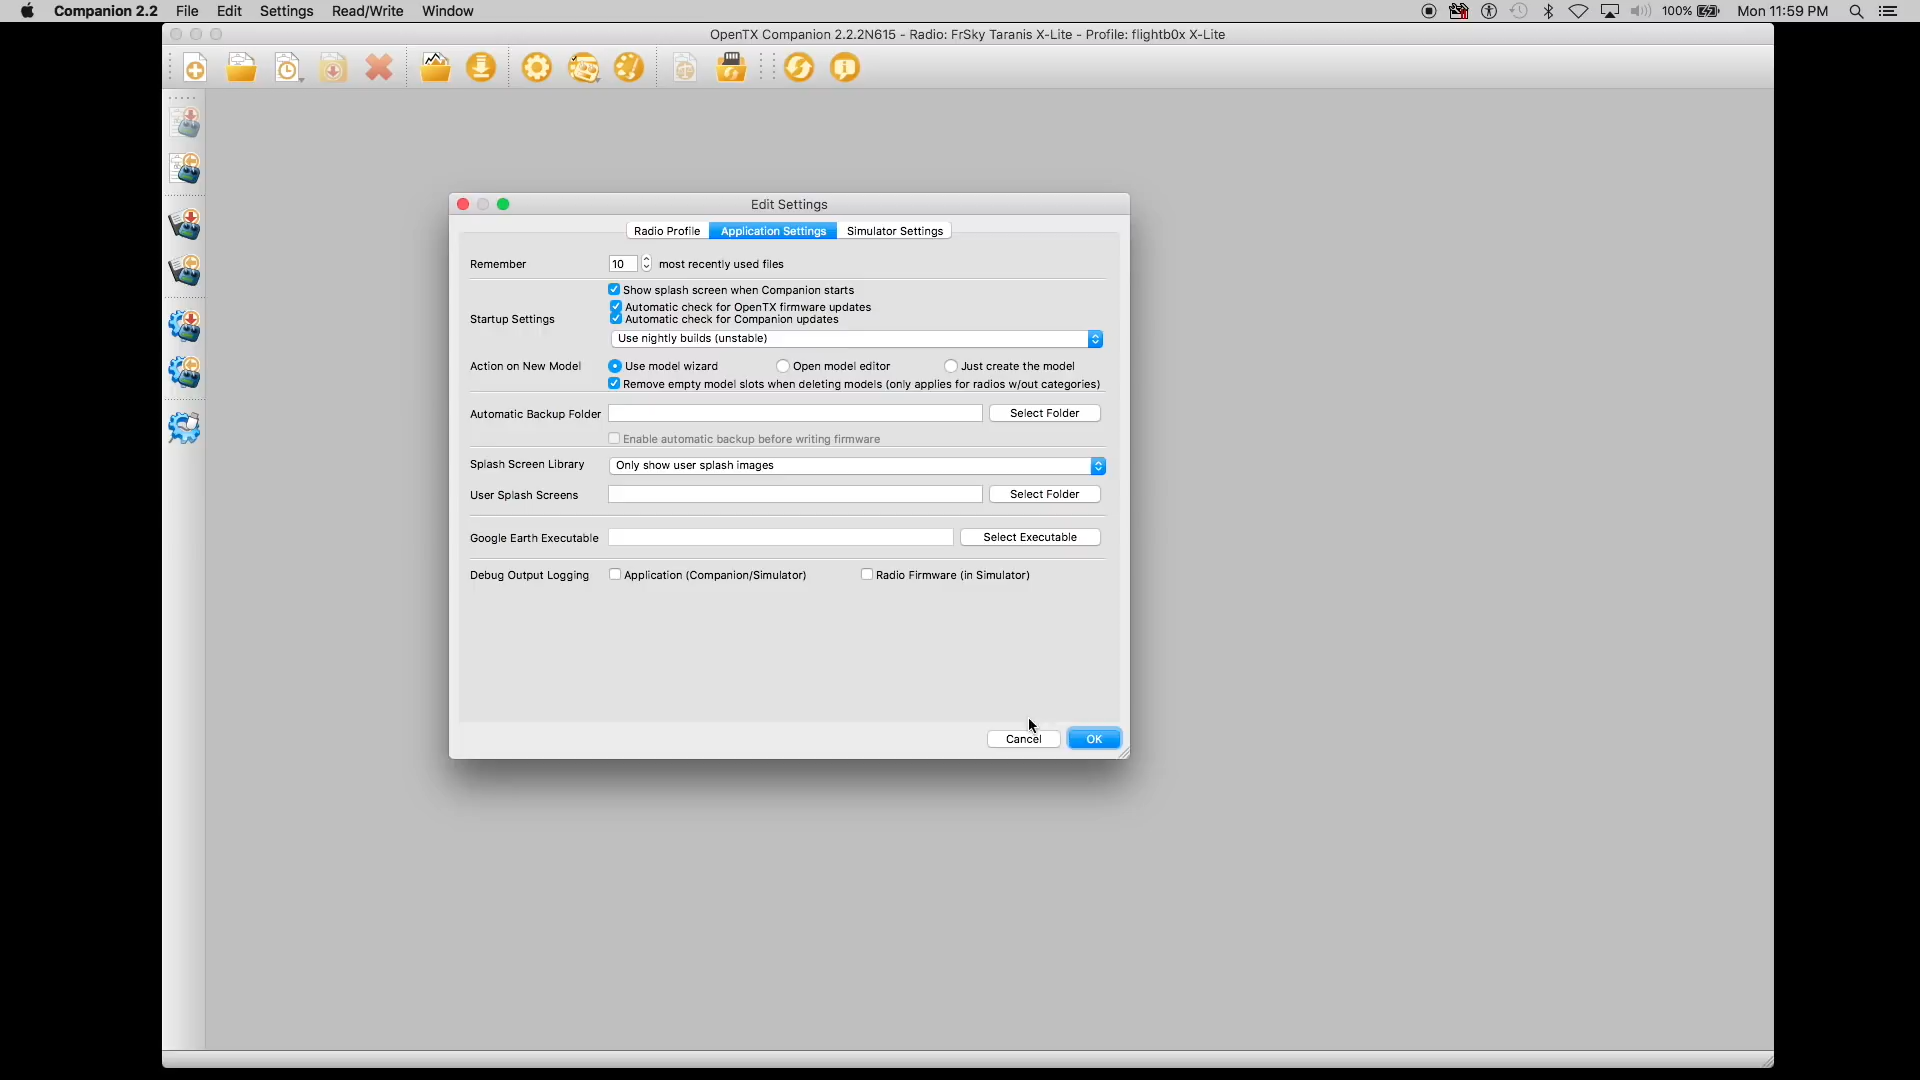 Companion 2.2 File Edit Settings Read/Write Window 100% Mon 11:59 PM
OpenTX Companion 2.2.2N615 - Radio: FrSky Taranis X-Lite - Profile: flightb0x X-Lite
Edit Settings
Radio Profile Application Settings Simulator Settings
Remember 10 most recently used files
Show splash screen when Companion starts
Automatic check for OpenTX firmware updates
Startup Settings Automatic check for Companion updates
Use nightly builds (unstable)
Action on New Model Use model wizard Open model editor Just create the model
Remove empty model slots when deleting models (only applies for radios w/out categories)
Automatic Backup Folder Select Folder
Enable automatic backup before writing firmware
Splash Screen Library Only show user splash images
User Splash Screens Select Folder
Google Earth Executable Select Executable
Debug Output Logging Application (Companion/Simulator) Radio Firmware (in Simulator)
Cancel OK